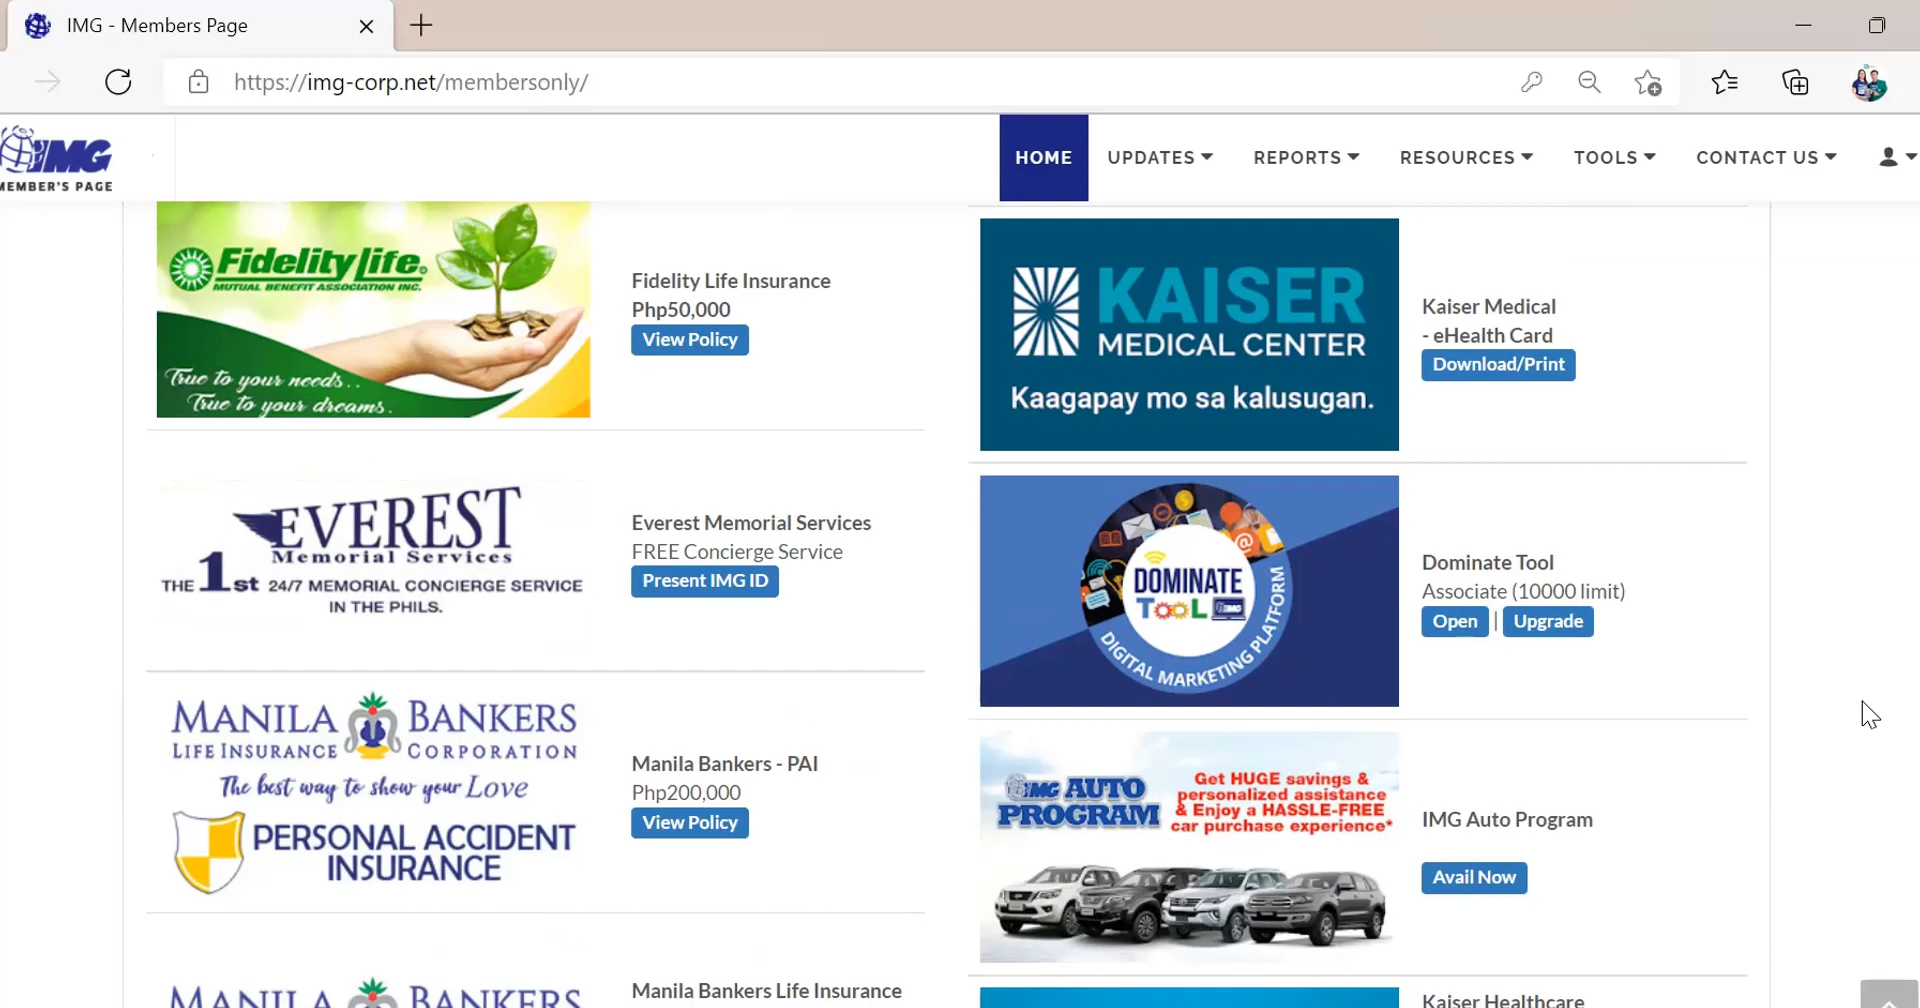 IMG - Members Page
https://img-corp.net/membersonly/
IMG
MEMBER'S PAGE
HOME
UPDATES
REPORTS
RESOURCES
TOOLS
CONTACT US
Fidelity Life.
MUTUAL BENEFIT ASSOCIATION INC.
True to your needs..
True to your dreams.
Fidelity Life Insurance
Php50,000
View Policy
EVEREST
Memorial Services
THE 1st 24/7 MEMORIAL CONCIERGE SERVICE
IN THE PHILS.
Everest Memorial Services
FREE Concierge Service
Present IMG ID
MANILA BANKERS
LIFE INSURANCE CORPORATION
The best way to show your Love
PERSONAL ACCIDENT
INSURANCE
Manila Bankers - PAI
Php200,000
View Policy
MANILA BANKERS
Manila Bankers Life Insurance
KAISER
MEDICAL CENTER
Kaagapay mo sa kalusugan.
Kaiser Medical
- eHealth Card
Download/Print
DOMINATE
TOOL IMG
DIGITAL MARKETING PLATFORM
Dominate Tool
Associate (10000 limit)
Open | Upgrade
IMG AUTO
PROGRAM
Get HUGE savings &
personalized assistance
& Enjoy a HASSLE-FREE
car purchase experience*
IMG Auto Program
Avail Now
Kaiser Healthcare